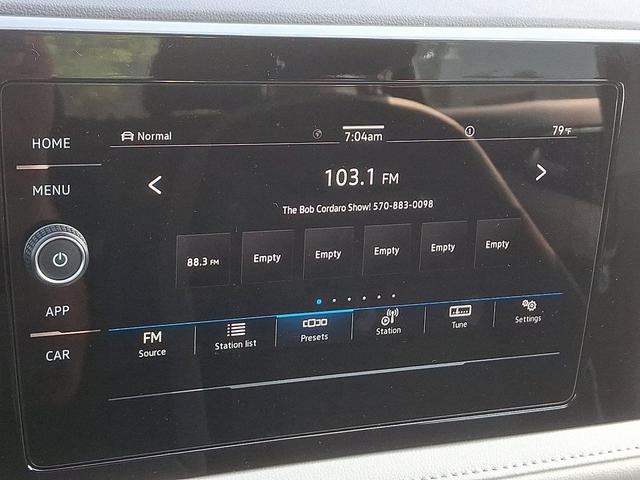 HOME
MENU
APP
CAR
Normal
7:04am
79°F
103.1 FM
The Bob Cordaro Show! 570-883-0098
88.3 FM
Empty
Empty
Empty
Empty
Empty
FM
Source
Station list
Presets
Station
Tune
Settings